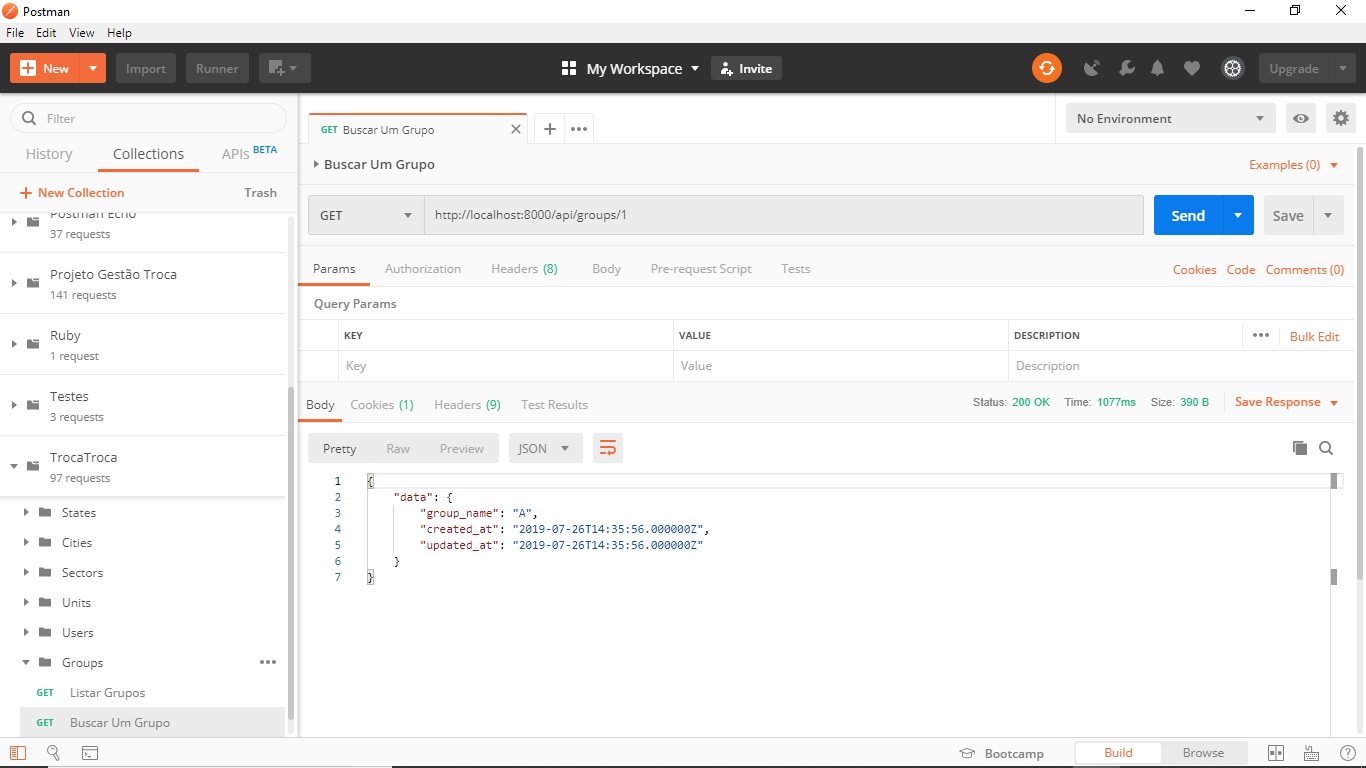 Postman
File Edit View Help
New Import Runner My Workspace Invite Upgrade
Filter
History Collections APIs BETA
New Collection Trash
Postman Echo
37 requests
Projeto Gestão Troca
141 requests
Ruby
1 request
Testes
3 requests
TrocaTroca
97 requests
States
Cities
Sectors
Units
Users
Groups
GET Listar Grupos
GET Buscar Um Grupo
GET Buscar Um Grupo
No Environment
Buscar Um Grupo
Examples (0)
GET http://localhost:8000/api/groups/1 Send Save
Params Authorization Headers (8) Body Pre-request Script Tests Cookies Code Comments (0)
Query Params
KEY VALUE DESCRIPTION Bulk Edit
Key Value Description
Body Cookies (1) Headers (9) Test Results Status: 200 OK Time: 1077ms Size: 390 B Save Response
Pretty Raw Preview JSON
1 {
2 "data": {
3 "group_name": "A",
4 "created_at": "2019-07-26T14:35:56.000000Z",
5 "updated_at": "2019-07-26T14:35:56.000000Z"
6 }
7 }
Bootcamp Build Browse